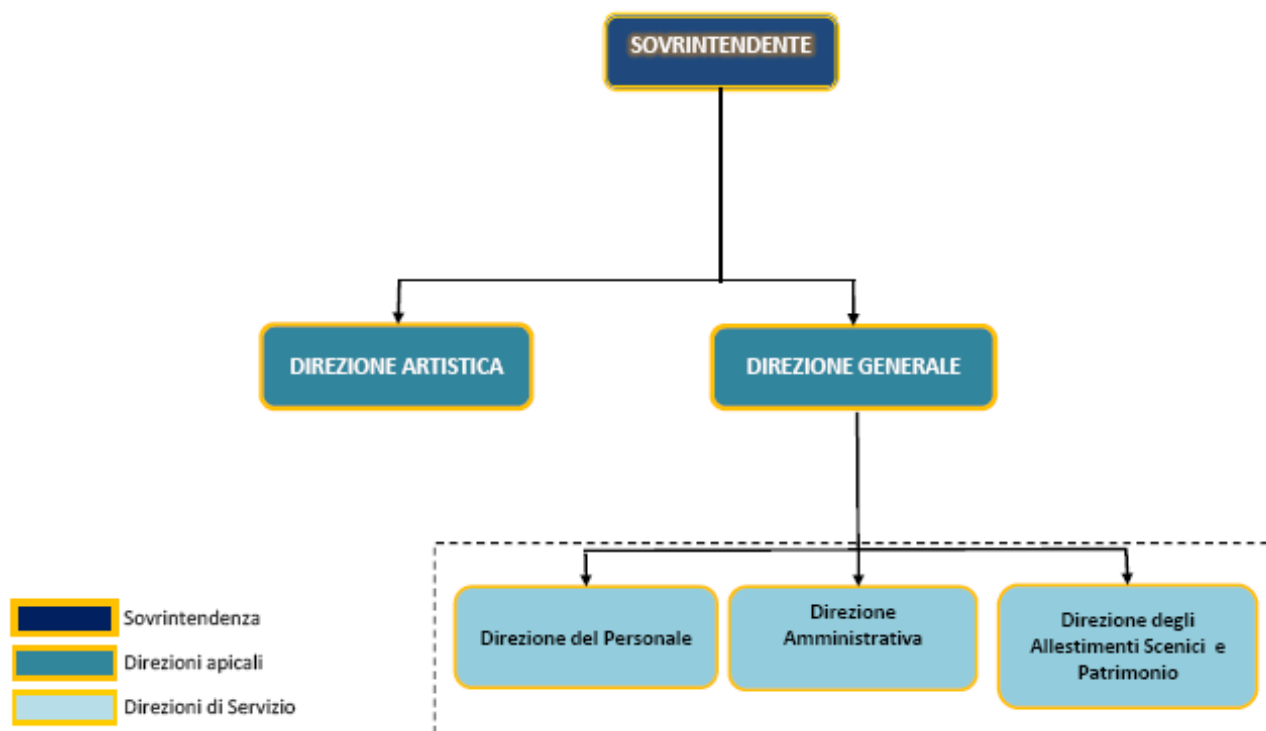 SOVRINTENDENTE
DIREZIONE ARTISTICA
DIREZIONE GENERALE
Direzione del Personale
Direzione
Amministrativa
Direzione degli
Allestimenti Scenici e
Patrimonio
Sovrintendenza
Direzioni apicali
Direzioni di Servizio